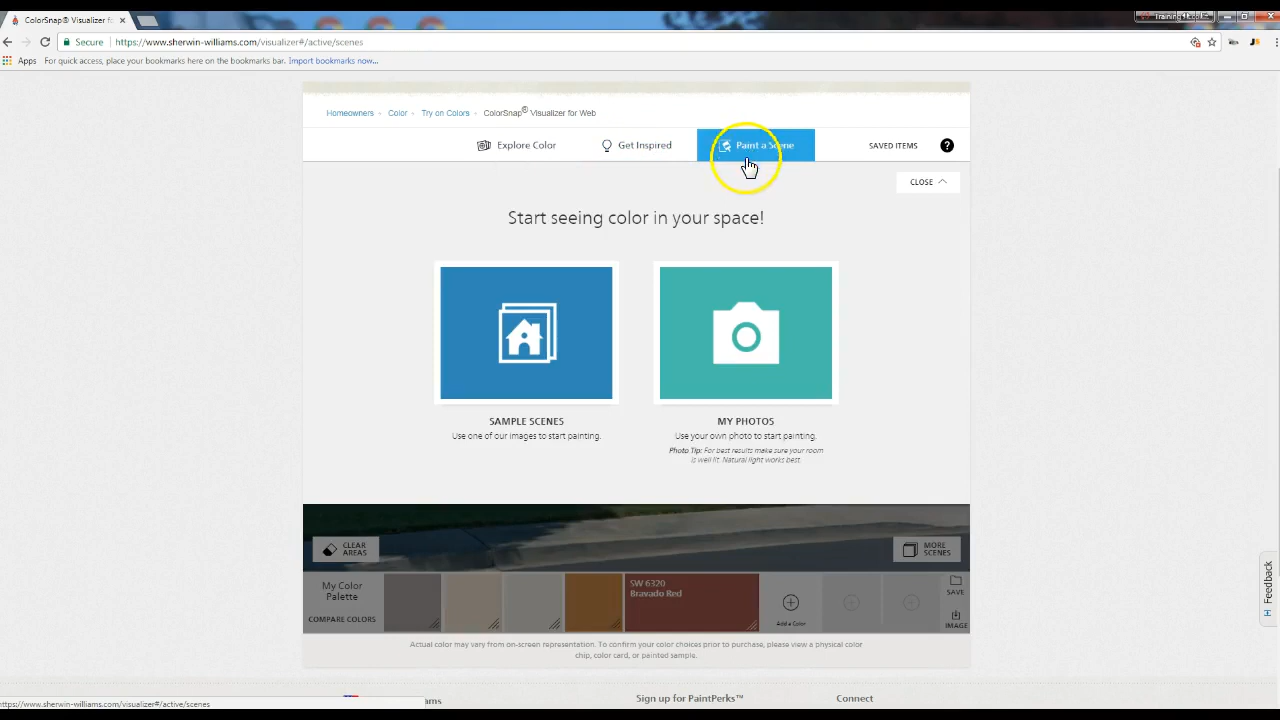 ColorSnap® Visualizer for
Secure
https://www.sherwin-williams.com/visualizer#/active/scenes
Apps
For quick access, place your bookmarks here on the bookmarks bar. Import bookmarks now...
Homeowners
Color
Try on Colors
ColorSnap® Visualizer for Web
Explore Color
Get Inspired
Paint a Scene
SAVED ITEMS
?
CLOSE
Start seeing color in your space!
SAMPLE SCENES
Use one of our images to start painting.
MY PHOTOS
Use your own photo to start painting.
Photo Tip: For best results make sure your room
is well lit. Natural light works best.
CLEAR
AREAS
MORE
SCENES
My Color
Palette
COMPARE COLORS
SW 6320
Bravado Red
Add a Color
SAVE
IMAGE
Feedback
Actual color may vary from on-screen representation. To confirm your color choices prior to purchase, please view a physical color
chip, color card, or painted sample.
https://www.sherwin-williams.com/visualizer#/active/scenes
ms
Sign up for PaintPerks™
Connect